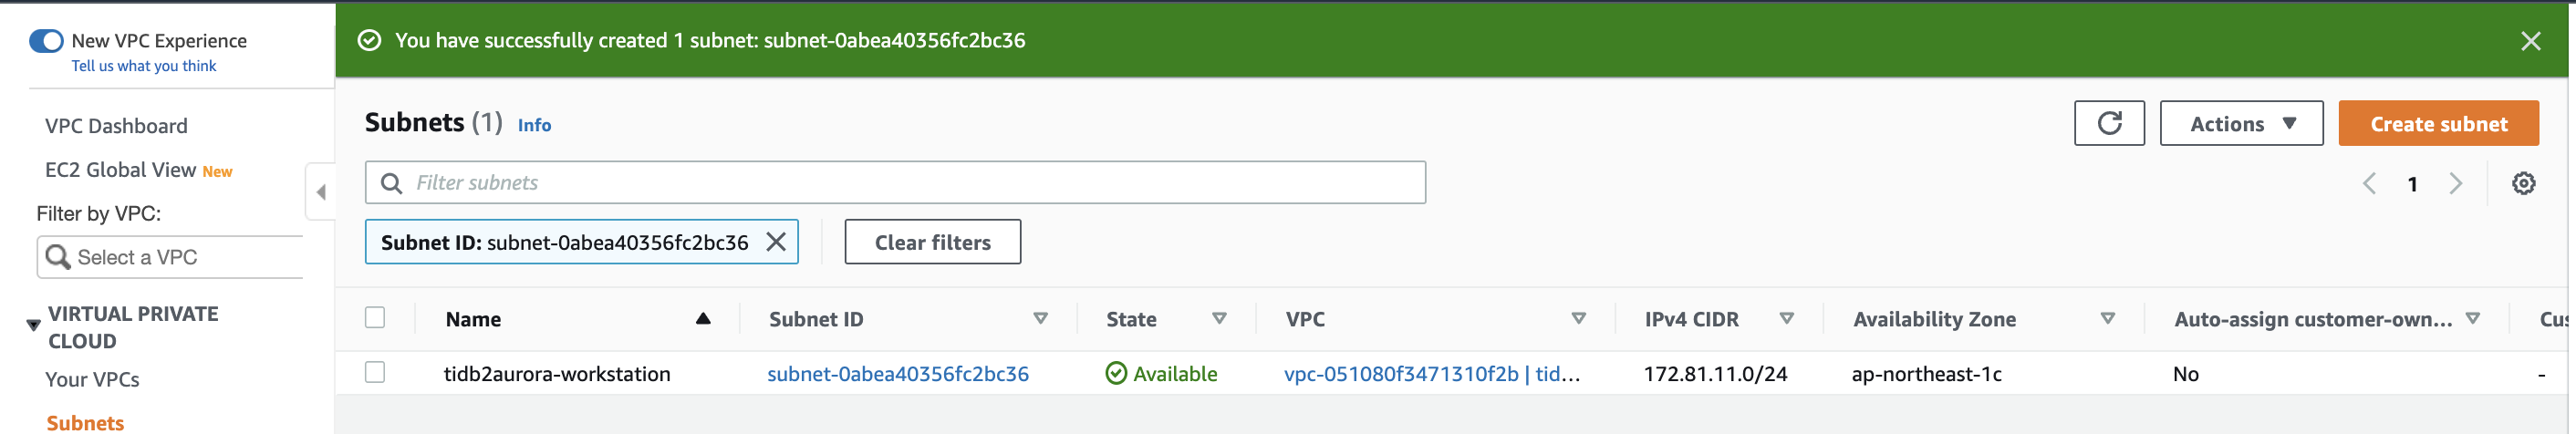 New VPC Experience
Tell us what you think
You have successfully created 1 subnet: subnet-0abea40356fc2bc36
VPC Dashboard
EC2 Global View New
Filter by VPC:
Select a VPC
VIRTUAL PRIVATE
CLOUD
Your VPCs
Subnets
Subnets (1) Info
Actions
Create subnet
Filter subnets
1
Subnet ID: subnet-0abea40356fc2bc36
Clear filters
Name Subnet ID State VPC IPv4 CIDR Availability Zone Auto-assign customer-own... Cus
tidb2aurora-workstation subnet-0abea40356fc2bc36 Available vpc-051080f3471310f2b | tid... 172.81.11.0/24 ap-northeast-1c No -